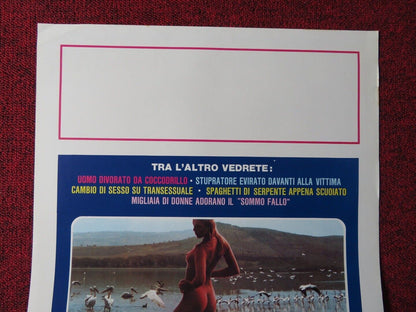 TRA L'ALTRO VEDRETE:
UOMO DIVORATO DA COCCODRILLO • STUPRATORE EVIRATO DAVANTI ALLA VITTIMA
CAMBIO DI SESSO SU TRANSESSUALE • SPAGHETTI DI SERPENTE APPENA SCUOIATO
MIGLIAIA DI DONNE ADORANO IL "SOMMO FALLO"